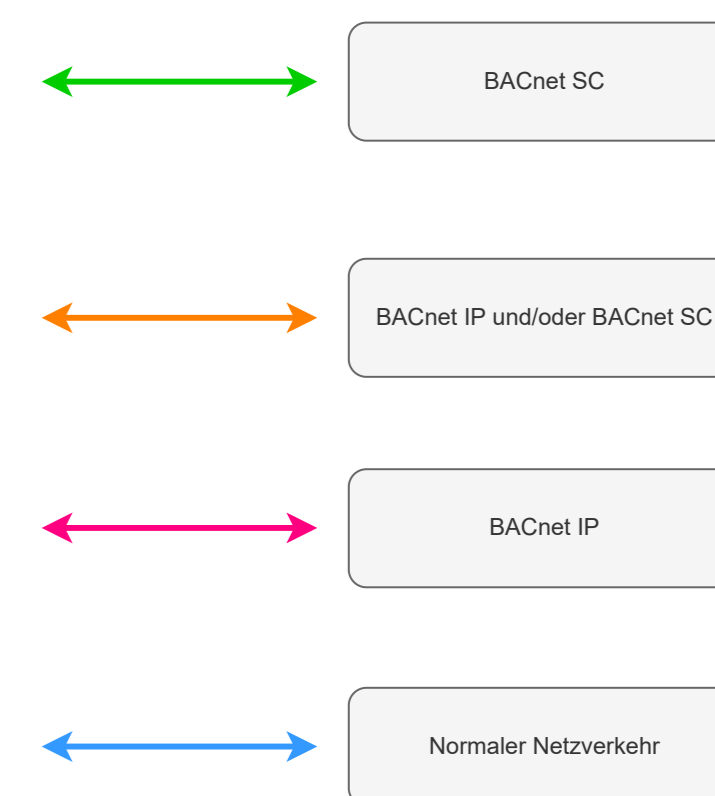 BACnet SC
BACnet IP und/oder BACnet SC
BACnet IP
Normaler Netzverkehr